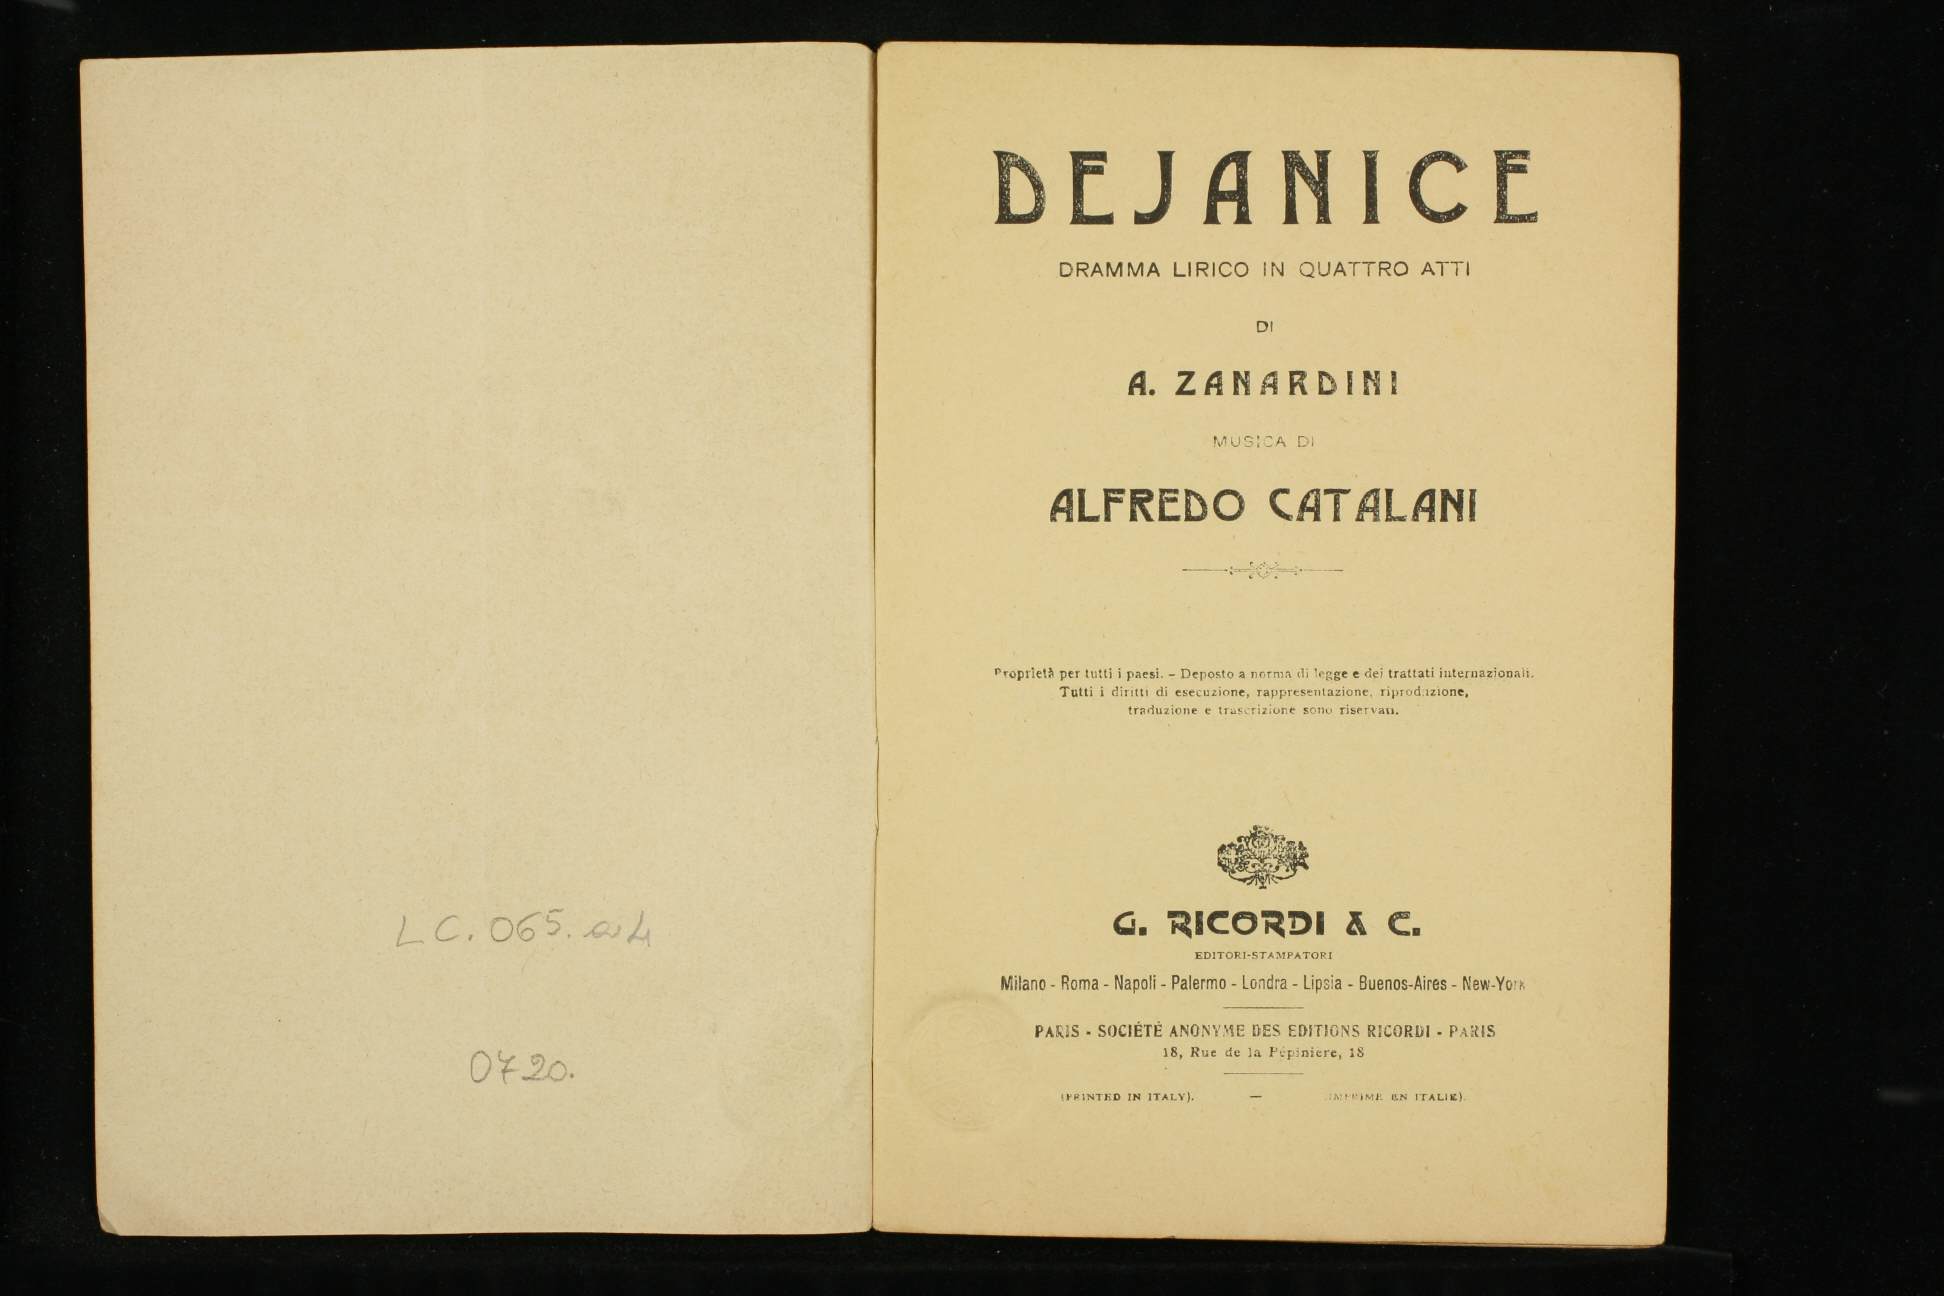 LC. 065. a4
0720.
DEJANICE
DRAMMA LIRICO IN QUATTRO ATTI
DI
A. ZANARDINI
MUSICA DI
ALFREDO CATALANI
Proprietà per tutti i paesi. – Deposto a norma di legge e dei trattati internazionali.
Tutti i diritti di esecuzione, rappresentazione, riproduzione,
traduzione e trascrizione sono riservati.
G. RICORDI & C.
EDITORI-STAMPATORI
Milano - Roma - Napoli - Palermo - Londra - Lipsia - Buenos-Aires - New-York
PARIS - SOCIÉTÉ ANONYME DES EDITIONS RICORDI - PARIS
18, Rue de la Pépinière, 18
(PRINTED IN ITALY). — (IMPRIMÉ EN ITALIE).